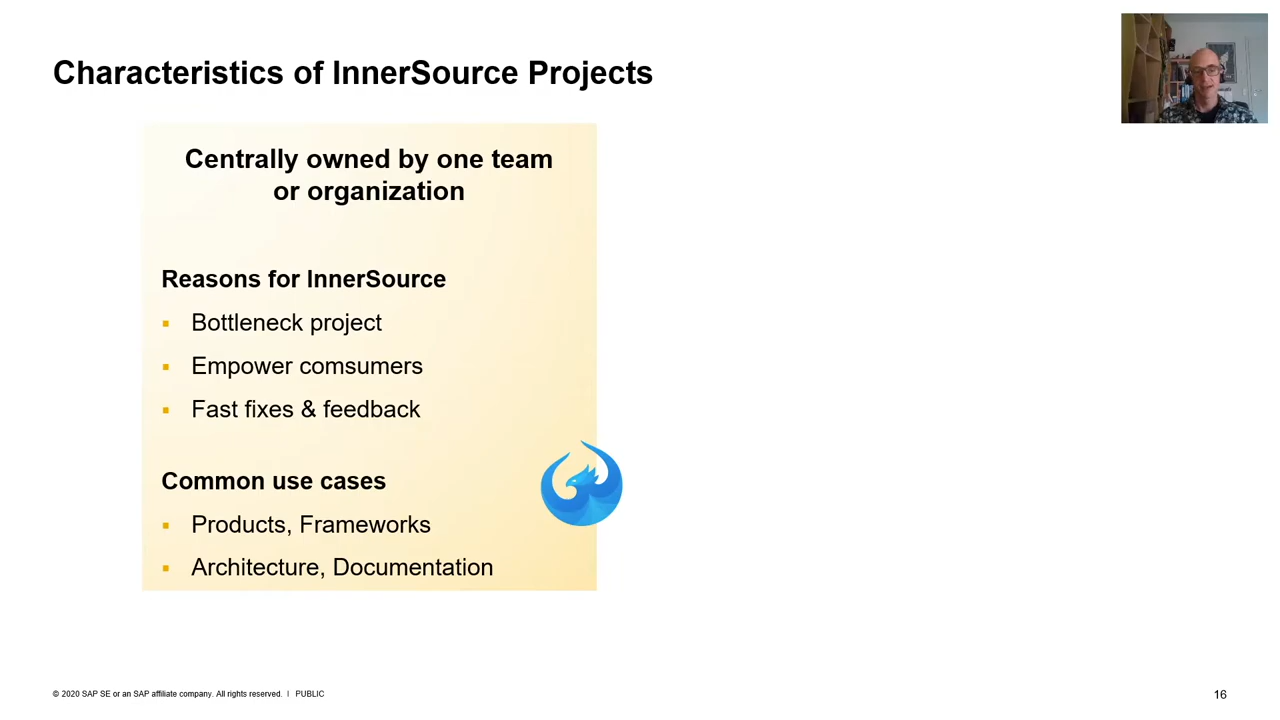 Characteristics of InnerSource Projects
Centrally owned by one team
or organization
Reasons for InnerSource
▪ Bottleneck project
▪ Empower comsumers
▪ Fast fixes & feedback
Common use cases
▪ Products, Frameworks
▪ Architecture, Documentation
© 2020 SAP SE or an SAP affiliate company. All rights reserved. ǀ PUBLIC
16